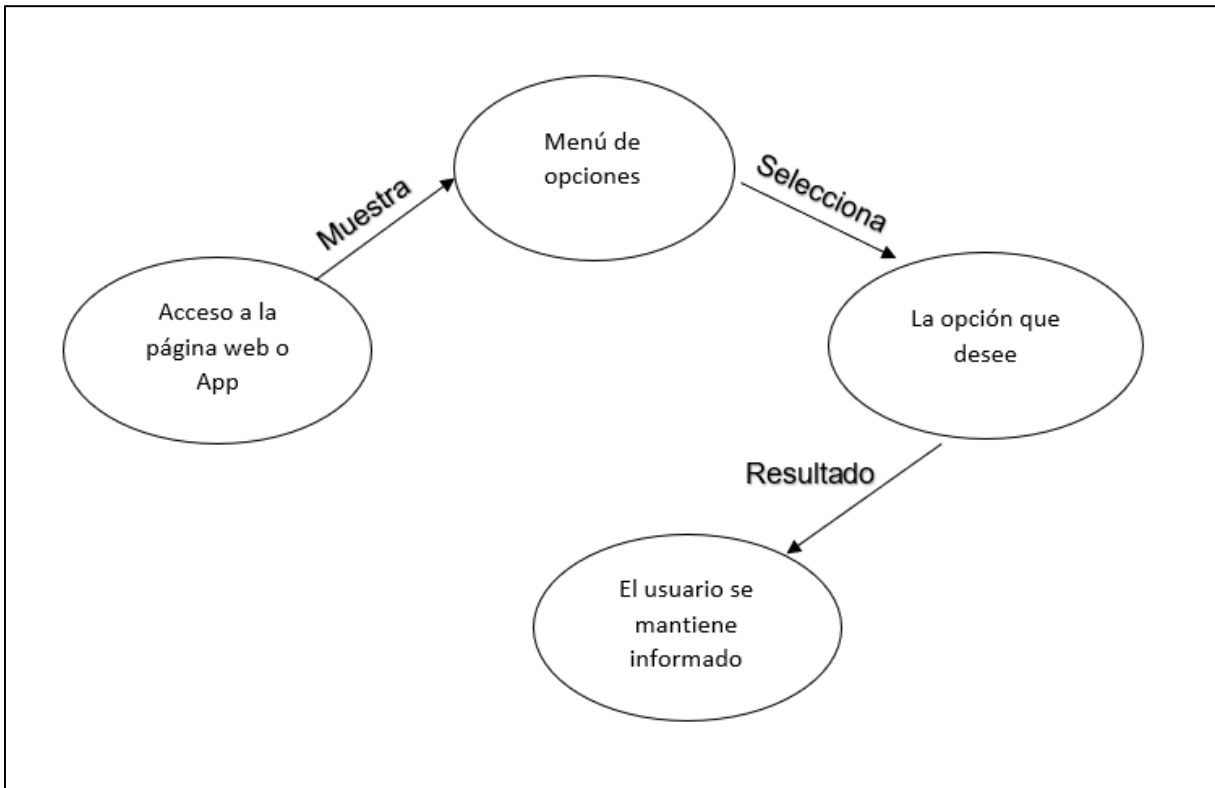 Menú de
opciones
Muestra
Selecciona
Acceso a la
página web o
App
La opción que
desee
Resultado
El usuario se
mantiene
informado